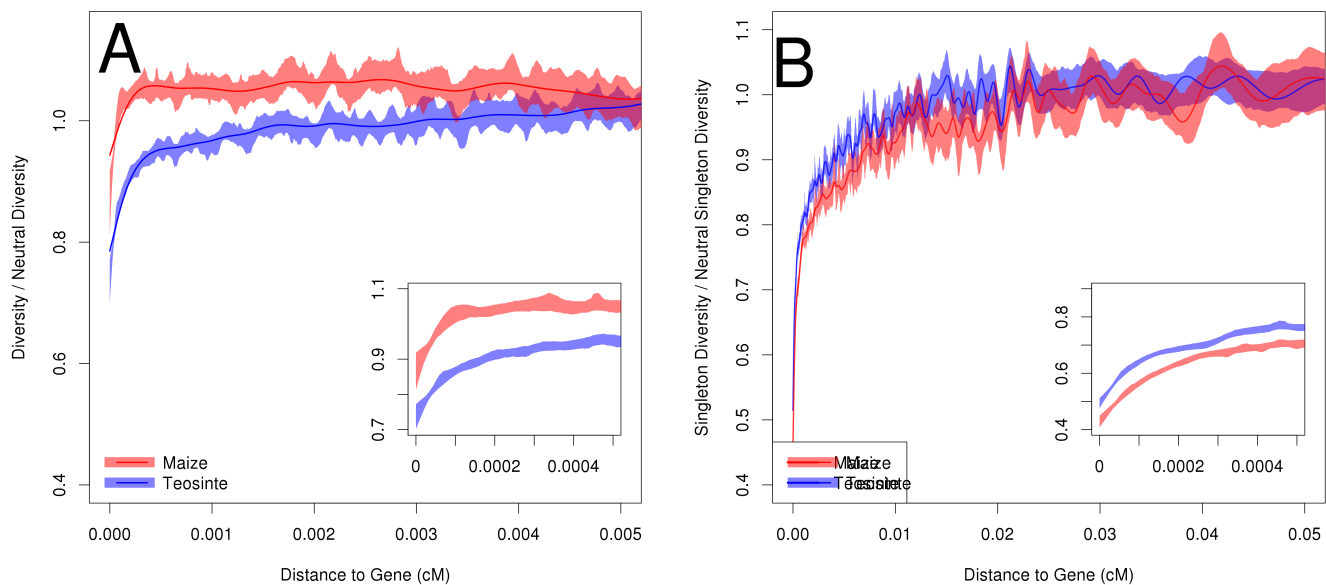 A
Diversity / Neutral Diversity
1.0
0.8
0.6
0.4
1.1
0.9
0.7
0 0.0002 0.0004
Maize
Teosinte
0.000 0.001 0.002 0.003 0.004 0.005
Distance to Gene (cM)
B
Singleton Diversity / Neutral Singleton Diversity
1.1
1.0
0.9
0.8
0.7
0.6
0.5
0.4
0.8
0.6
0.4
0 0.0002 0.0004
Maize Maize
Teosinte Teosinte
0.00 0.01 0.02 0.03 0.04 0.05
Distance to Gene (cM)